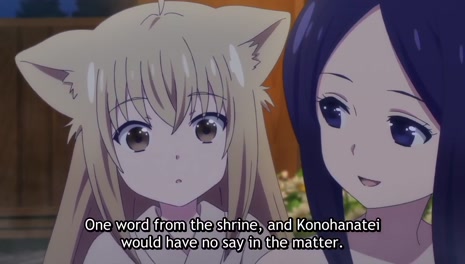 One word from the shrine, and Konohanatei
would have no say in the matter.